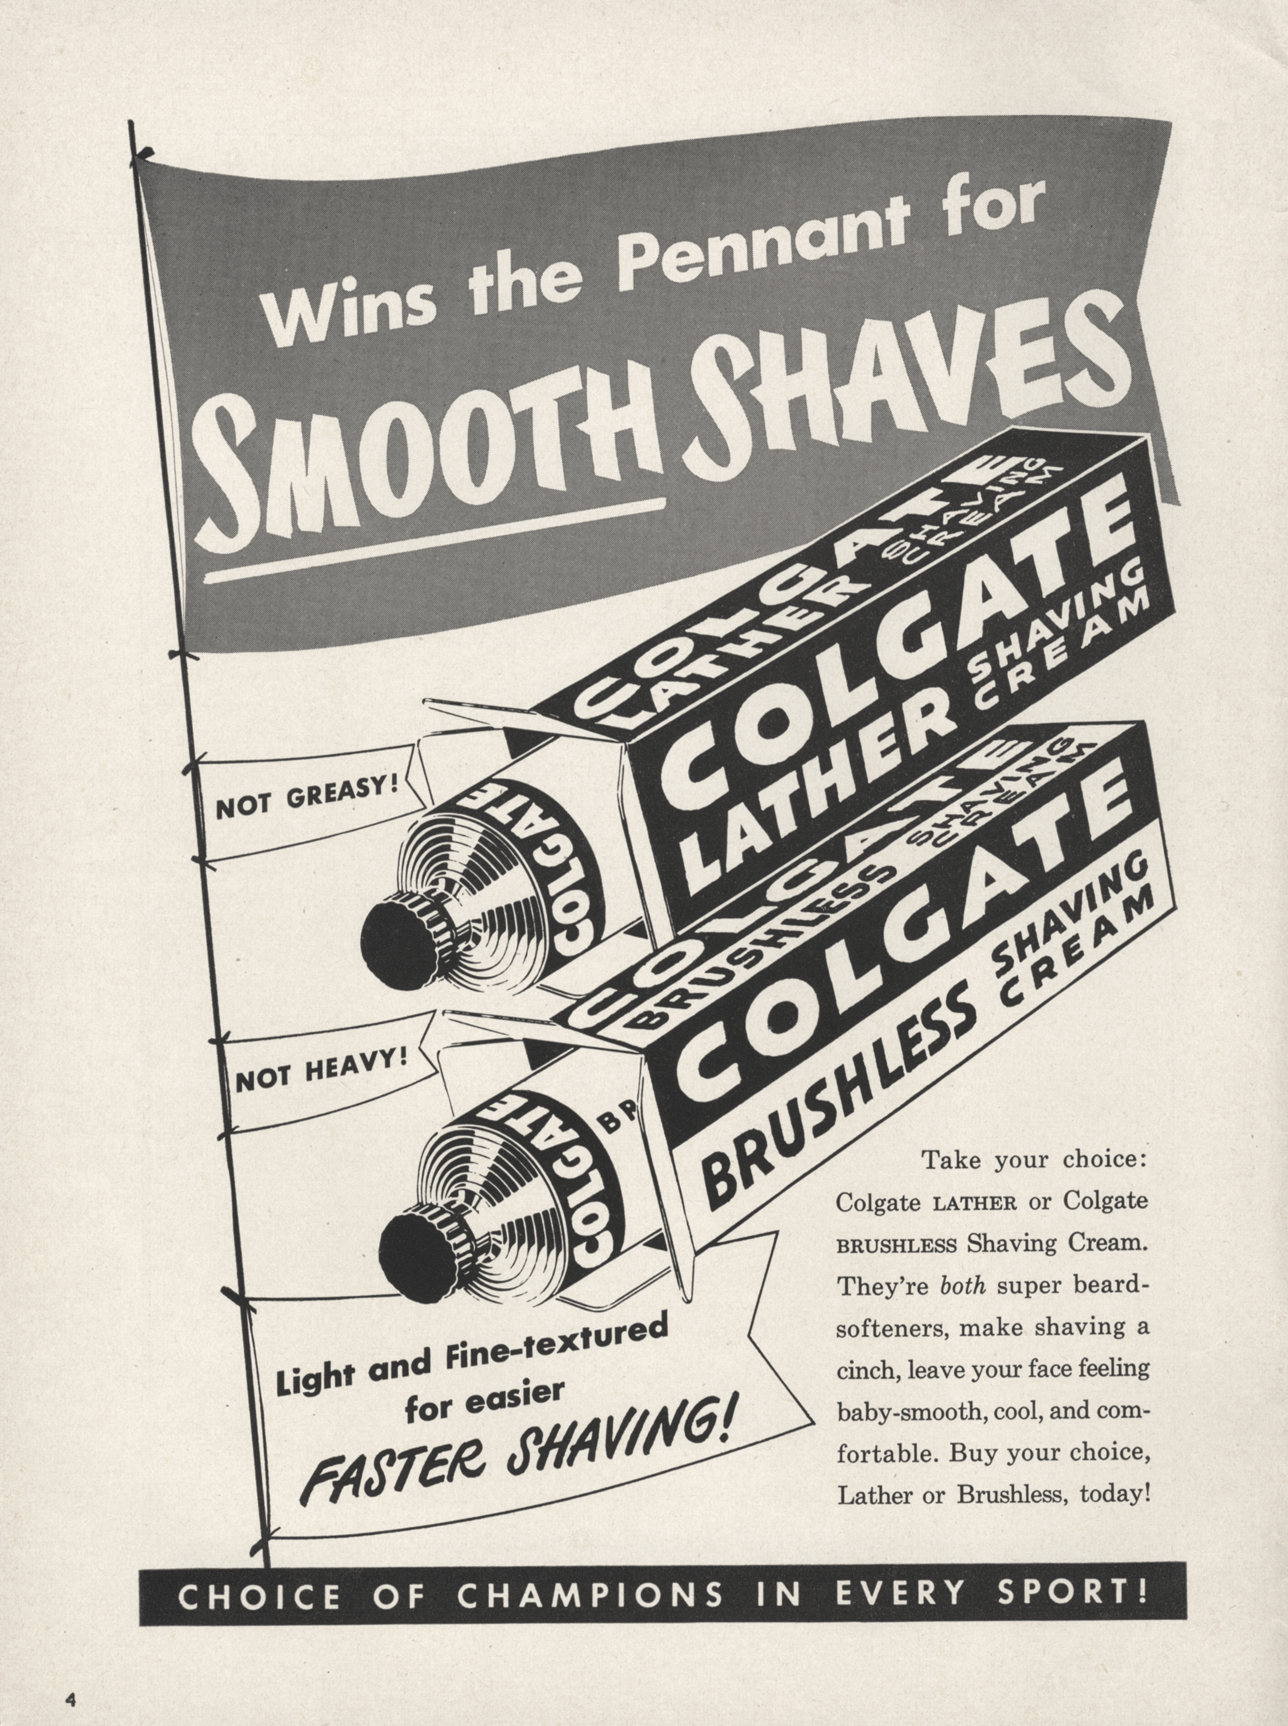 Wins the Pennant for
SMOOTH SHAVES
COLGATE
LATHER SHAVING
CREAM
COLGATE
LATHER SHAVING
CREAM
NOT GREASY!
COLGATE
COLGATE
BRUSHLESS SHAVING
CREAM
COLGATE
BRUSHLESS SHAVING
CREAM
NOT HEAVY!
COLGATE
Light and Fine-textured
for easier
FASTER SHAVING!
Take your choice:
Colgate LATHER or Colgate
BRUSHLESS Shaving Cream.
They're both super beard-
softeners, make shaving a
cinch, leave your face feeling
baby-smooth, cool, and com-
fortable. Buy your choice,
Lather or Brushless, today!
CHOICE OF CHAMPIONS IN EVERY SPORT!
4